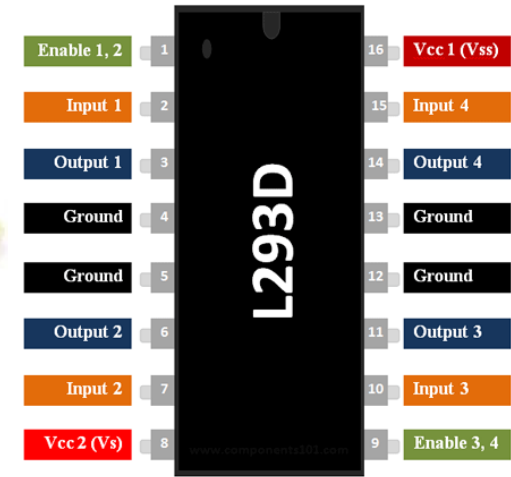 Enable 1, 2 1 16 Vcc 1 (Vss)
Input 1 2 15 Input 4
Output 1 3 14 Output 4
Ground 4 13 Ground
L293D
Ground 5 12 Ground
Output 2 6 11 Output 3
Input 2 7 10 Input 3
Vcc 2 (Vs) 8 www.components101.com 9 Enable 3, 4